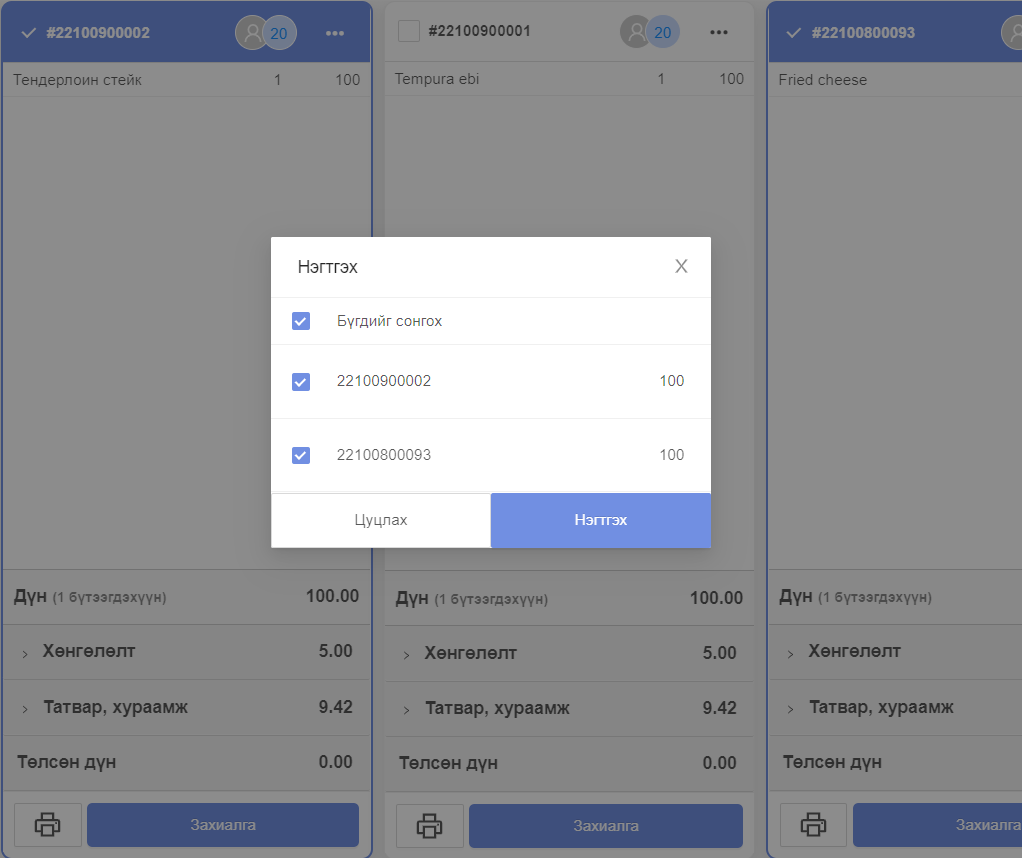 #22100900002 20 •••
Тендерлоин стейк 1 100
Дүн (1 бүтээгдэхүүн) 100.00
Хөнгөлөлт 5.00
Татвар, хураамж 9.42
Төлсөн дүн 0.00
Захиалга
#22100900001 20 •••
Tempura ebi 1 100
Дүн (1 бүтээгдэхүүн) 100.00
Хөнгөлөлт 5.00
Татвар, хураамж 9.42
Төлсөн дүн 0.00
Захиалга
#22100800093
Fried cheese
Дүн (1 бүтээгдэхүүн)
Хөнгөлөлт
Татвар, хураамж
Төлсөн дүн
Захиалга
Нэгтгэх X
Бүгдийг сонгох
22100900002 100
22100800093 100
Цуцлах Нэгтгэх